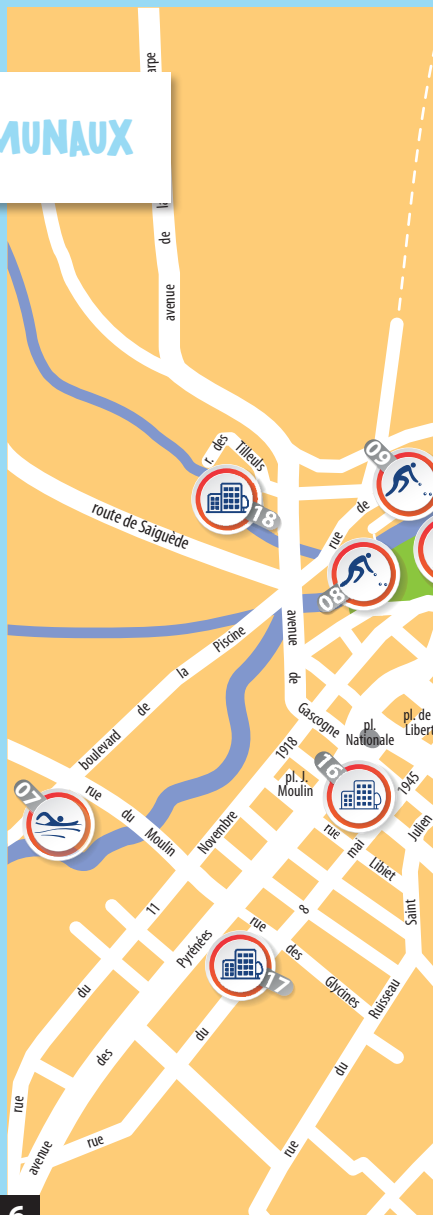 MUNAUX
avenue de la arpe
r. des Tilleuls
09
18
route de Saiguède
rue de
08
boulevard de la Piscine
avenue de Gascogne
pl. Nationale
pl. de
Libert
pl. J. Moulin
16
07
rue du Moulin
rue du 11 Novembre 1918
rue du 8 mai 1945
rue Libiet
Saint Julien
avenue des Pyrénées
rue des Glycines
17
rue du Ruisseau
6